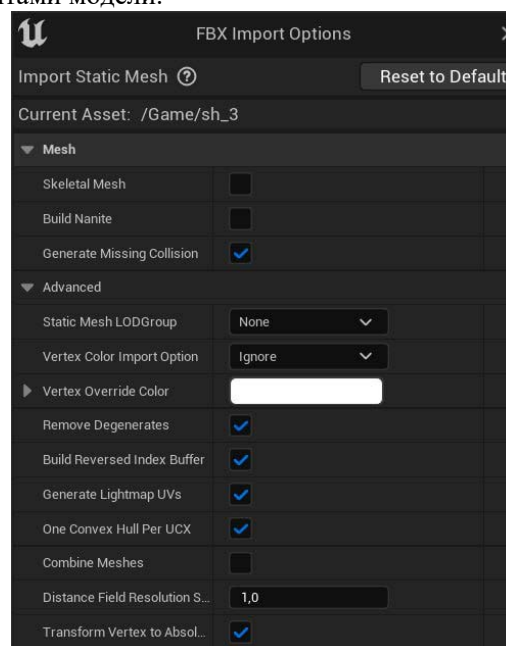 FBX Import Options
Import Static Mesh ?
Reset to Default
Current Asset: /Game/sh_3
Mesh
Skeletal Mesh
Build Nanite
Generate Missing Collision
Advanced
Static Mesh LODGroup None
Vertex Color Import Option Ignore
Vertex Override Color
Remove Degenerates
Build Reversed Index Buffer
Generate Lightmap UVs
One Convex Hull Per UCX
Combine Meshes
Distance Field Resolution S... 1,0
Transform Vertex to Absol...